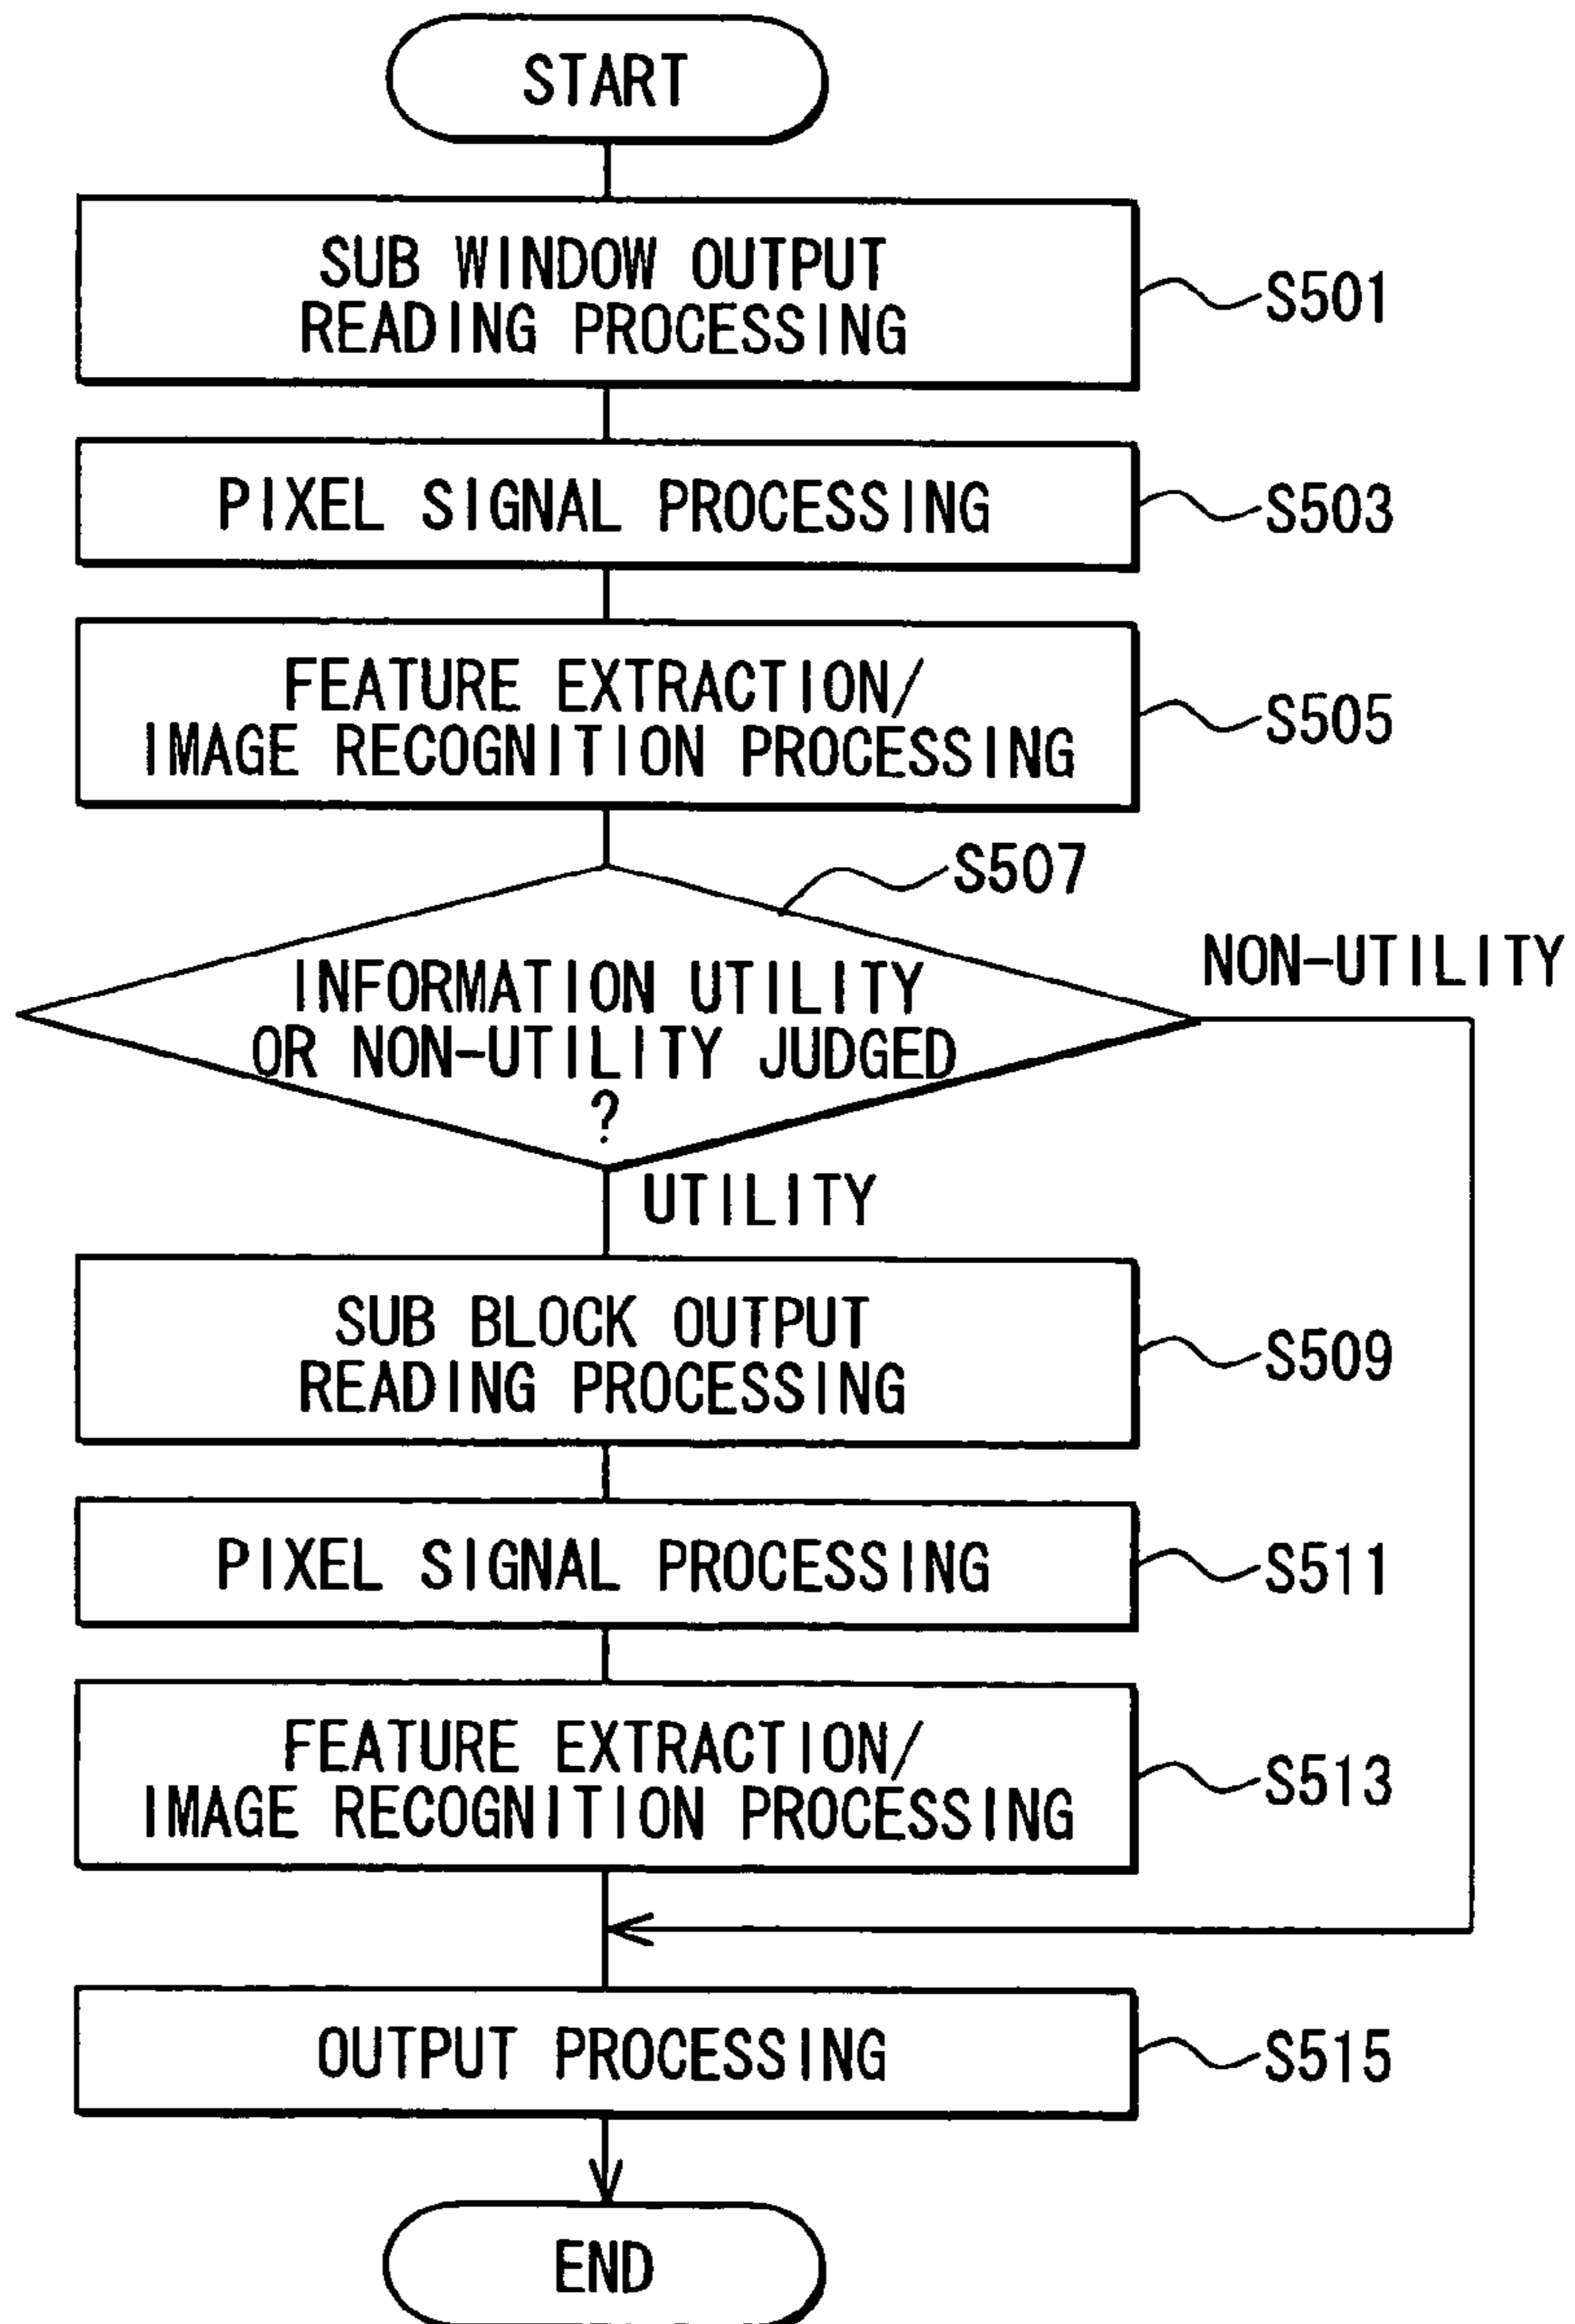 START
SUB WINDOW OUTPUT
READING PROCESSING
S501
PIXEL SIGNAL PROCESSING
S503
FEATURE EXTRACTION/
IMAGE RECOGNITION PROCESSING
S505
S507
INFORMATION UTILITY
OR NON-UTILITY JUDGED
?
NON-UTILITY
UTILITY
SUB BLOCK OUTPUT
READING PROCESSING
S509
PIXEL SIGNAL PROCESSING
S511
FEATURE EXTRACTION/
IMAGE RECOGNITION PROCESSING
S513
OUTPUT PROCESSING
S515
END